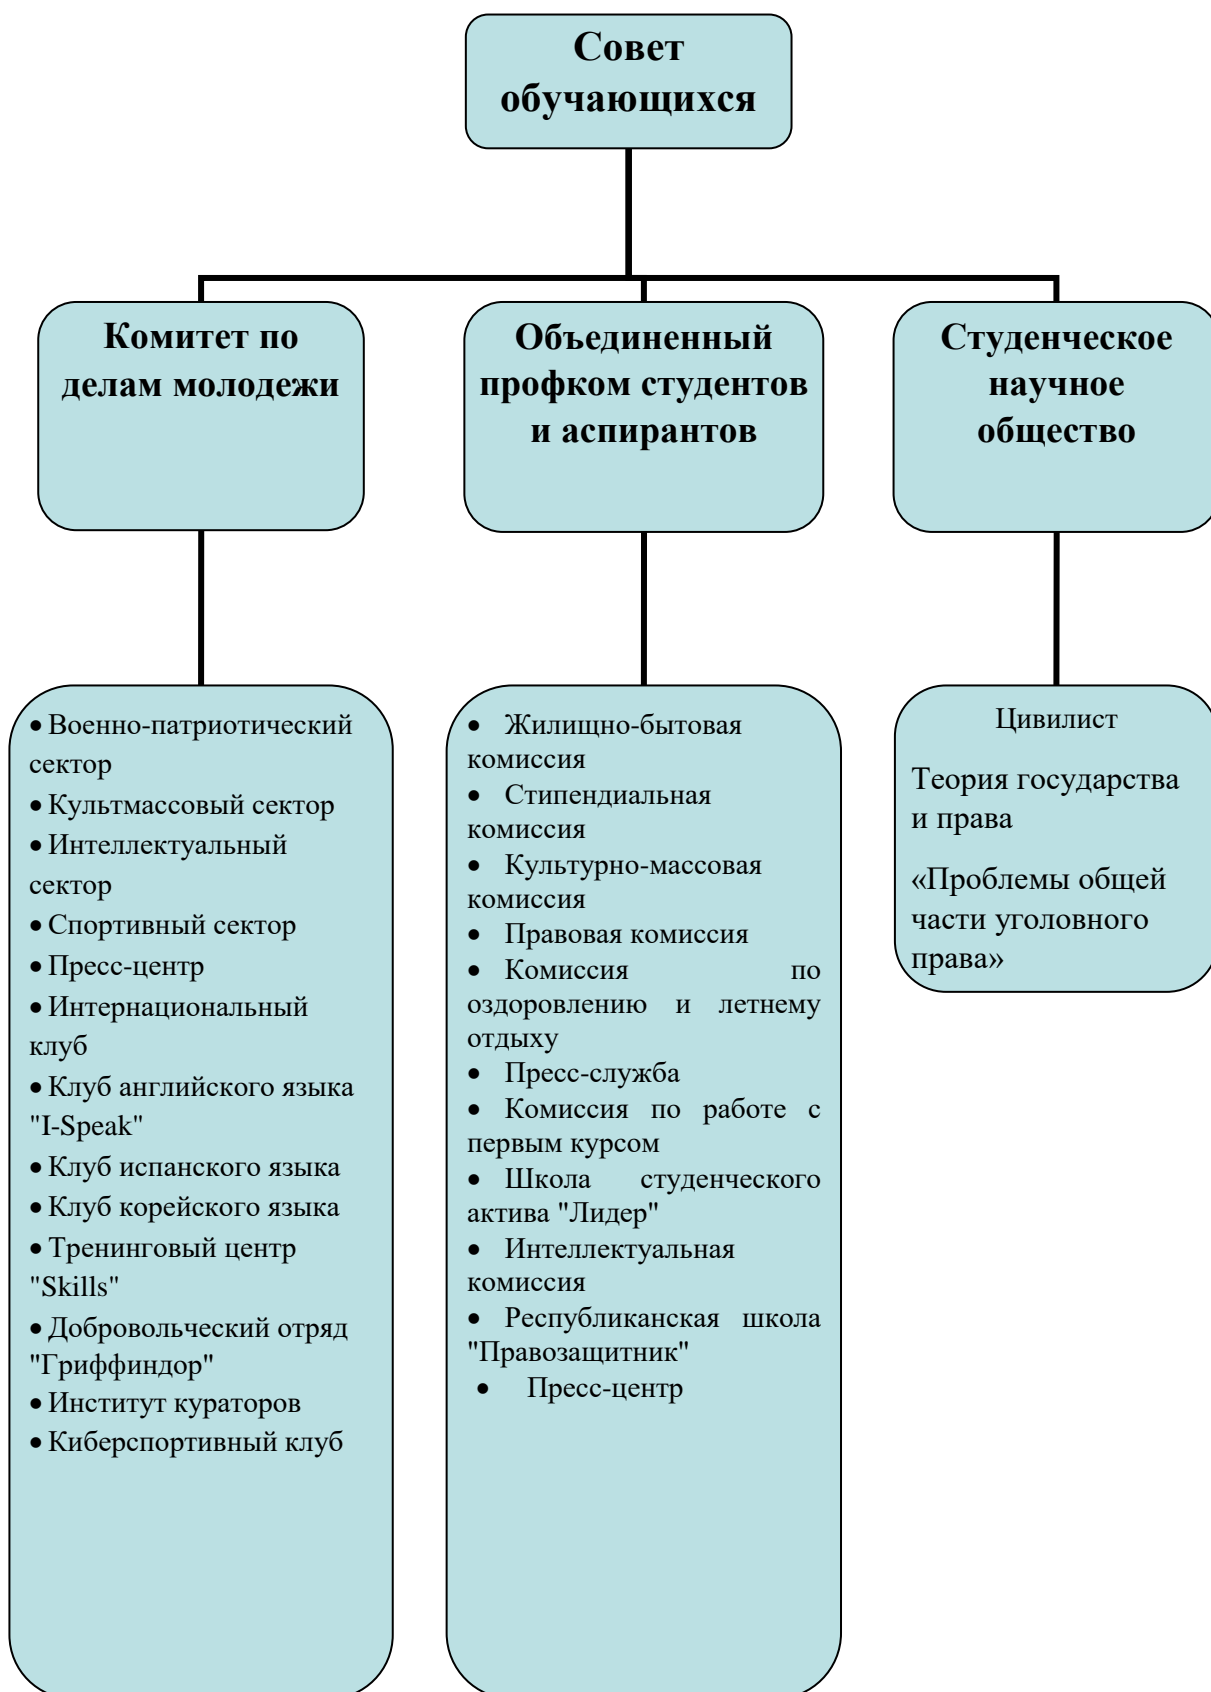 Совет
обучающихся
Комитет по
делам молодежи
Объединенный
профком студентов
и аспирантов
Студенческое
научное
общество
• Военно-патриотический
сектор
• Культмассовый сектор
• Интеллектуальный
сектор
• Спортивный сектор
• Пресс-центр
• Интернациональный
клуб
• Клуб английского языка
"I-Speak"
• Клуб испанского языка
• Клуб корейского языка
• Тренинговый центр
"Skills"
• Добровольческий отряд
"Гриффиндор"
• Институт кураторов
• Киберспортивный клуб
• Жилищно-бытовая
комиссия
• Стипендиальная
комиссия
• Культурно-массовая
комиссия
• Правовая комиссия
• Комиссия по
оздоровлению и летнему
отдыху
• Пресс-служба
• Комиссия по работе с
первым курсом
• Школа студенческого
актива "Лидер"
• Интеллектуальная
комиссия
• Республиканская школа
"Правозащитник"
• Пресс-центр
Цивилист
Теория государства
и права
«Проблемы общей
части уголовного
права»